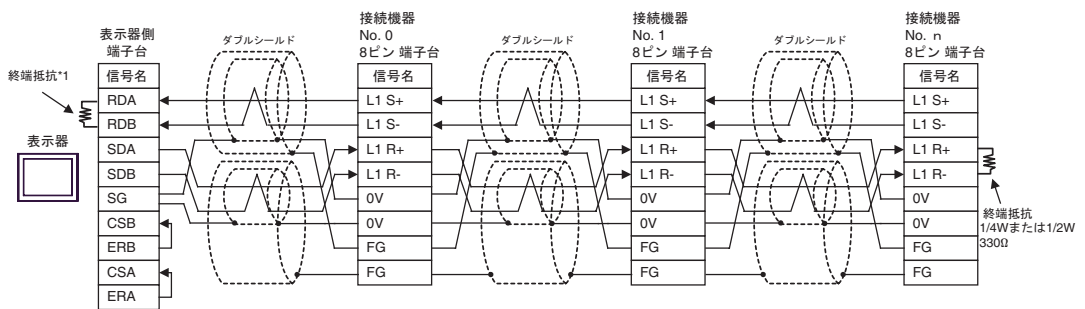 終端抵抗*1
表示器
表示器側
端子台
信号名
RDA
RDB
SDA
SDB
SG
CSB
ERB
CSA
ERA
ダブルシールド
接続機器
No. 0
8ピン 端子台
信号名
L1 S+
L1 S-
L1 R+
L1 R-
0V
0V
FG
FG
ダブルシールド
接続機器
No. 1
8ピン 端子台
信号名
L1 S+
L1 S-
L1 R+
L1 R-
0V
0V
FG
FG
ダブルシールド
接続機器
No. n
8ピン 端子台
信号名
L1 S+
L1 S-
L1 R+
L1 R-
0V
0V
FG
FG
終端抵抗
1/4Wまたは1/2W
330Ω